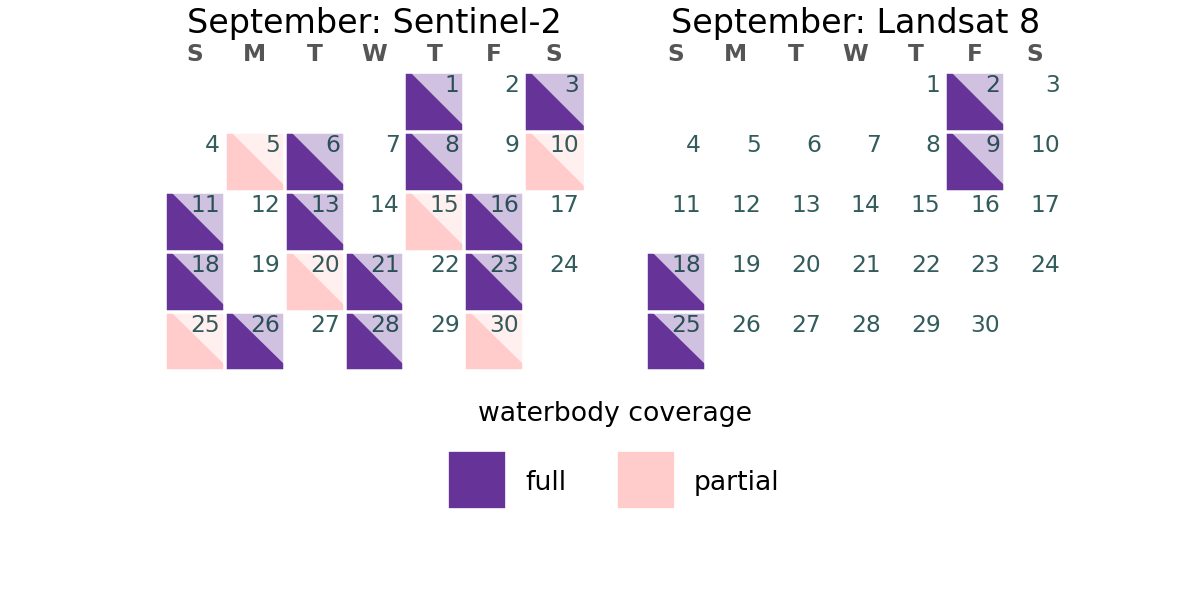 September: Sentinel-2
S M T W T F S
1 2 3
4 5 6 7 8 9 10
11 12 13 14 15 16 17
18 19 20 21 22 23 24
25 26 27 28 29 30
September: Landsat 8
S M T W T F S
1 2 3
4 5 6 7 8 9 10
11 12 13 14 15 16 17
18 19 20 21 22 23 24
25 26 27 28 29 30
waterbody coverage
full partial